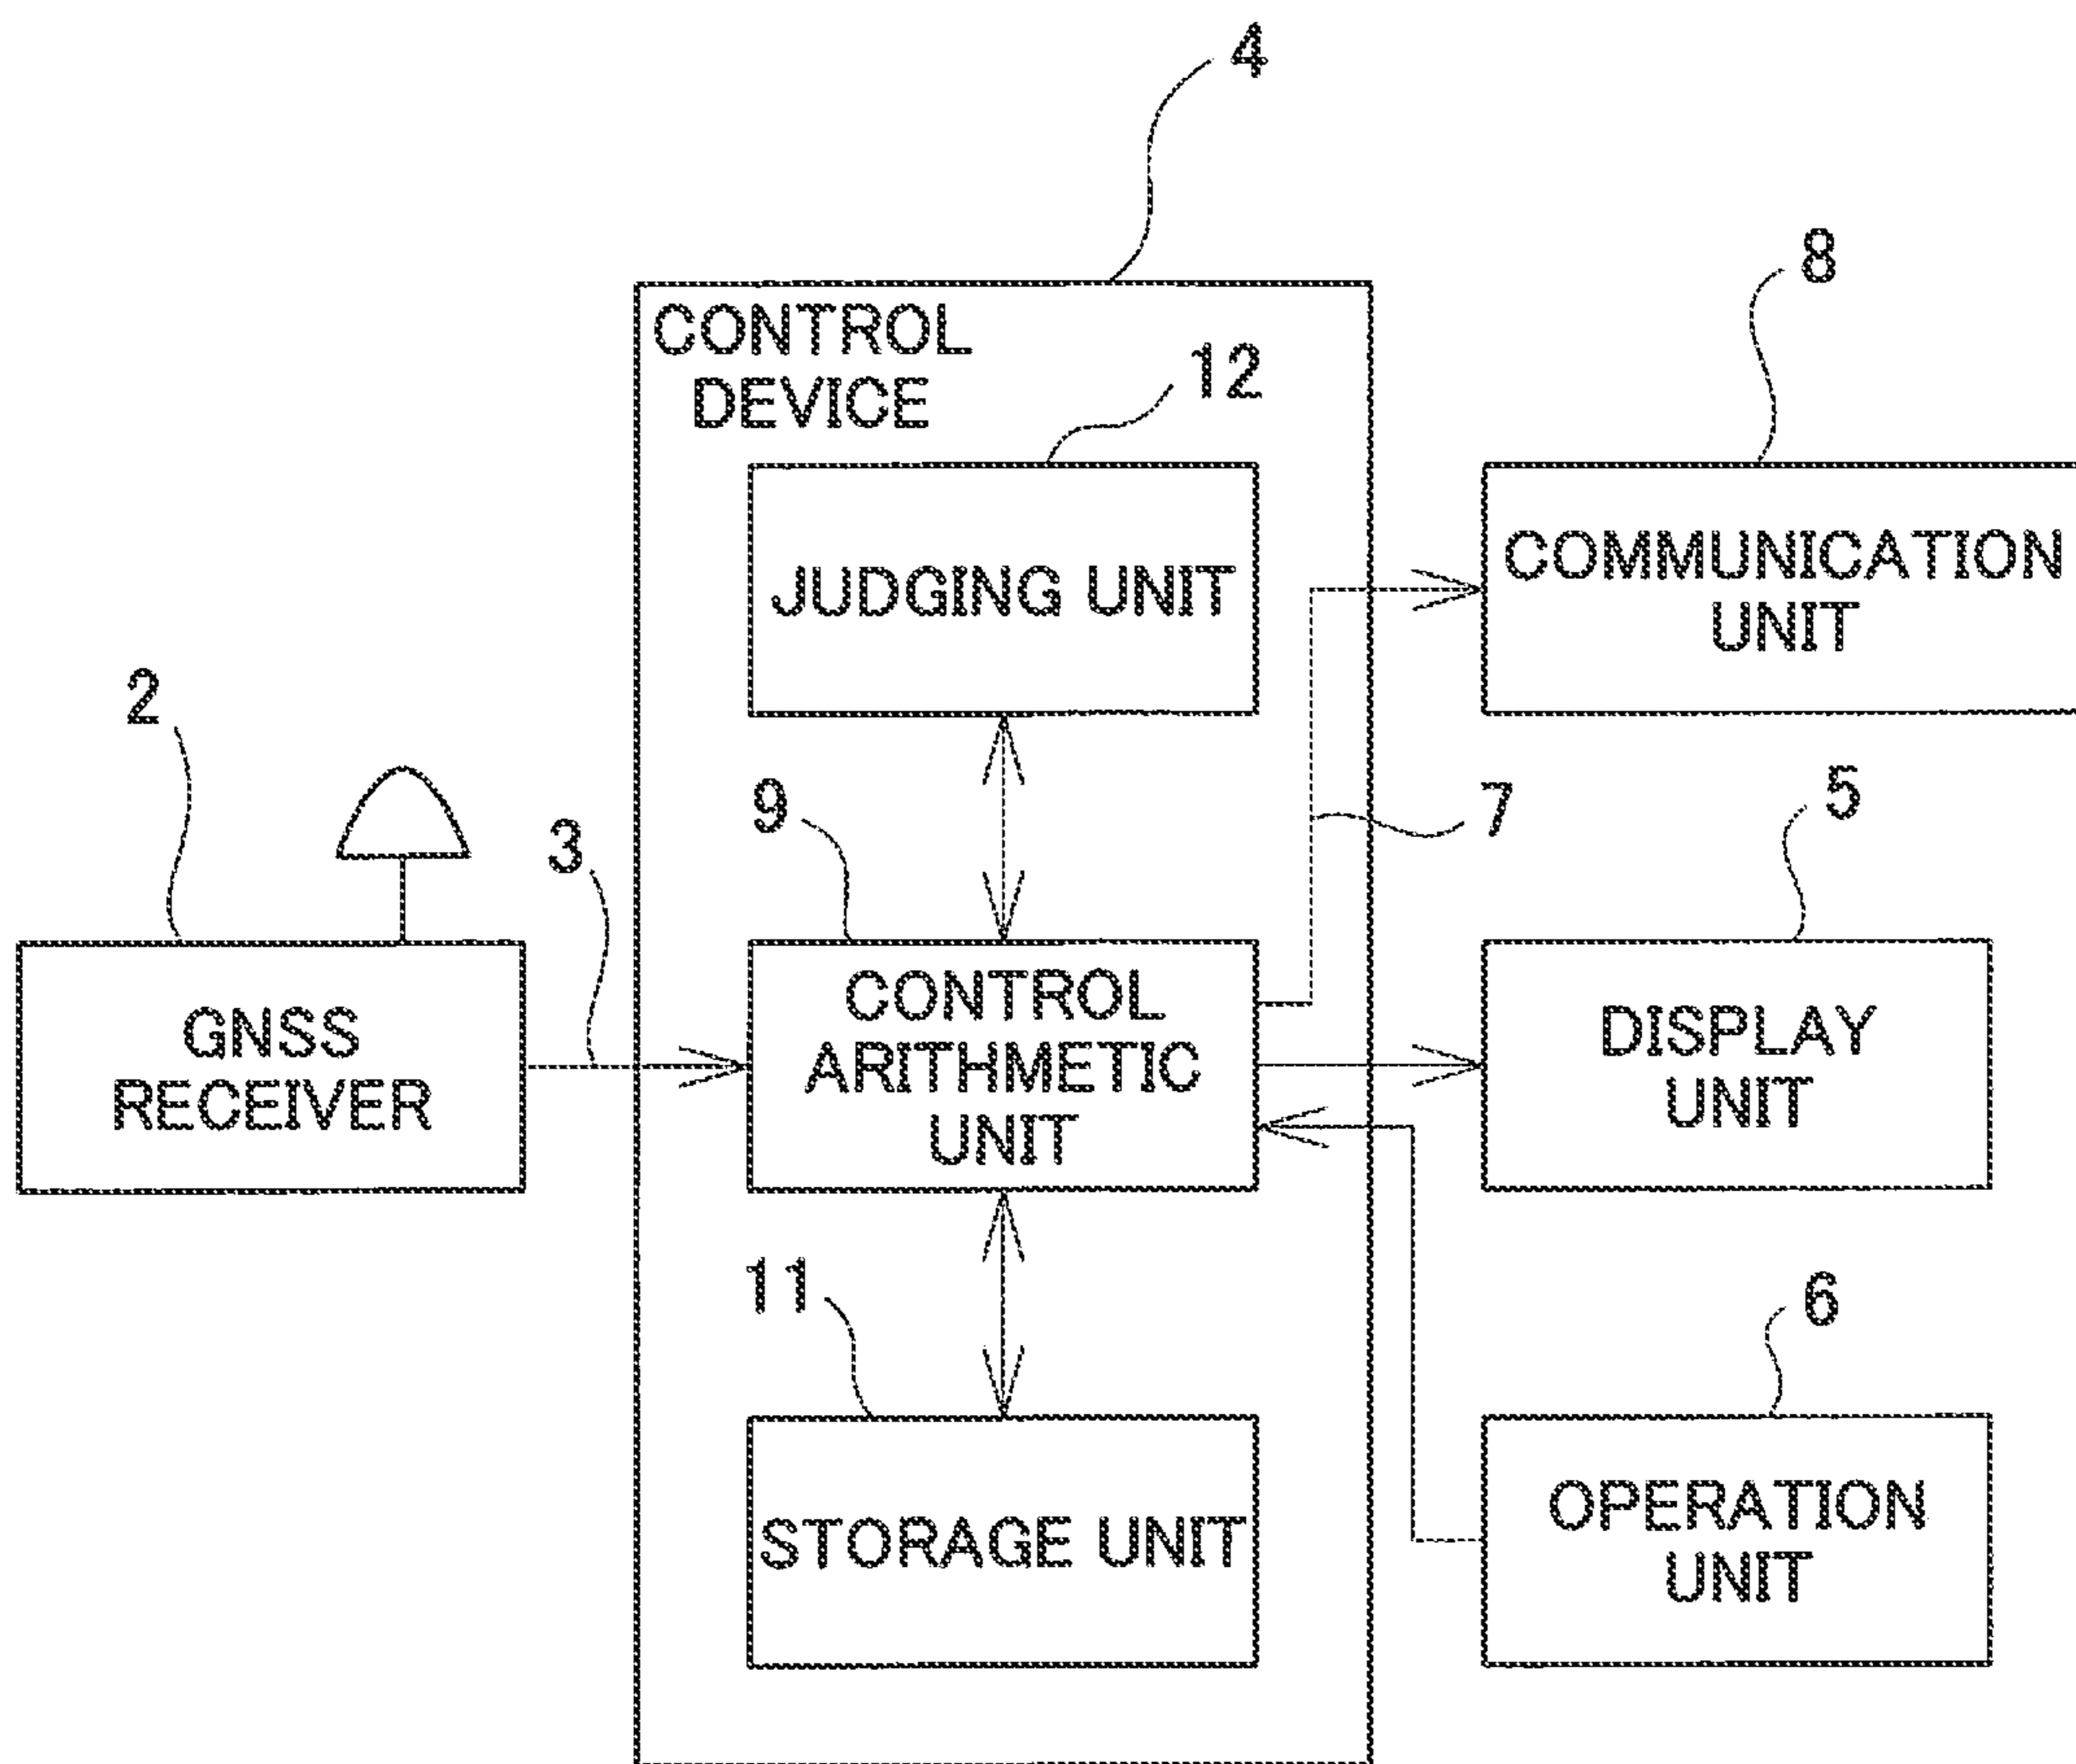 4
8
CONTROL
DEVICE
12
JUDGING UNIT
COMMUNICATION
UNIT
2
3
9
7
5
GNSS
RECEIVER
CONTROL
ARITHMETIC
UNIT
DISPLAY
UNIT
11
6
STORAGE UNIT
OPERATION
UNIT